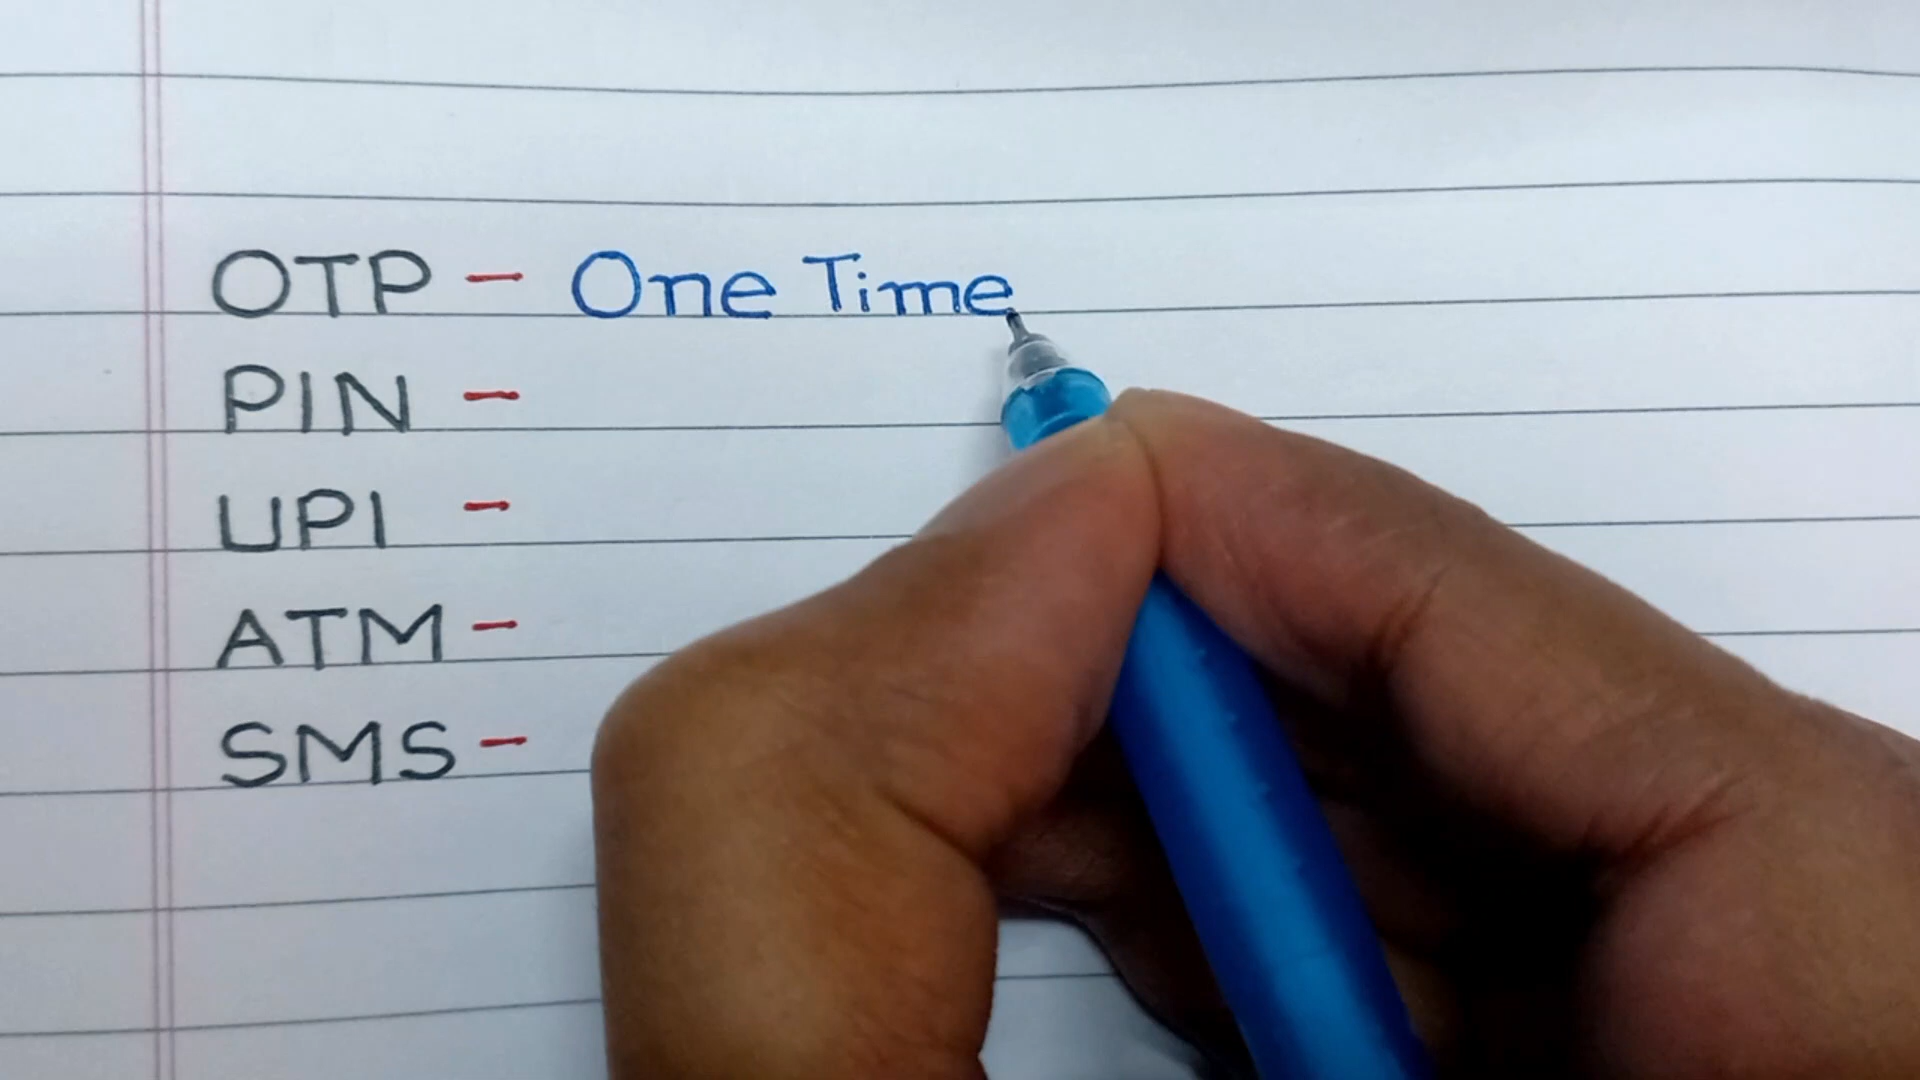 OTP - One Time
PIN -
UPI -
ATM -
SMS -